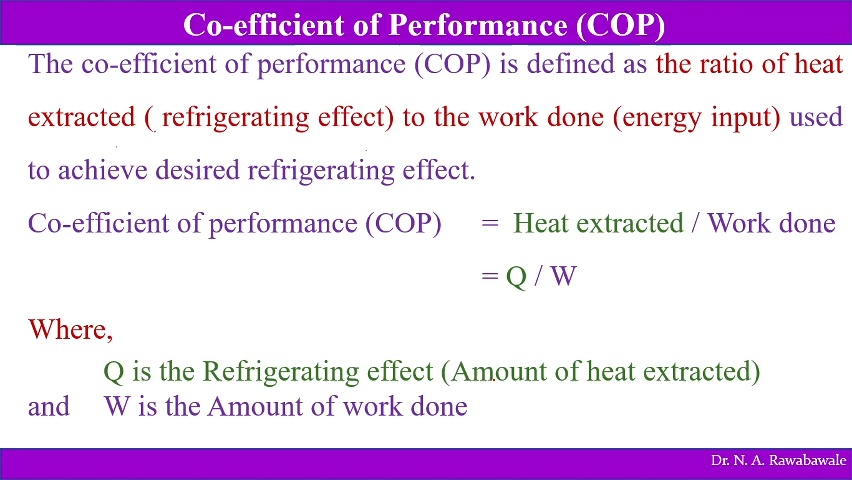 Co-efficient of Performance (COP)
The co-efficient of performance (COP) is defined as the ratio of heat
extracted ( refrigerating effect) to the work done (energy input) used
to achieve desired refrigerating effect.
Co-efficient of performance (COP) = Heat extracted / Work done
= Q / W
Where,
Q is the Refrigerating effect (Amount of heat extracted)
and W is the Amount of work done
Dr. N. A. Rawabawale